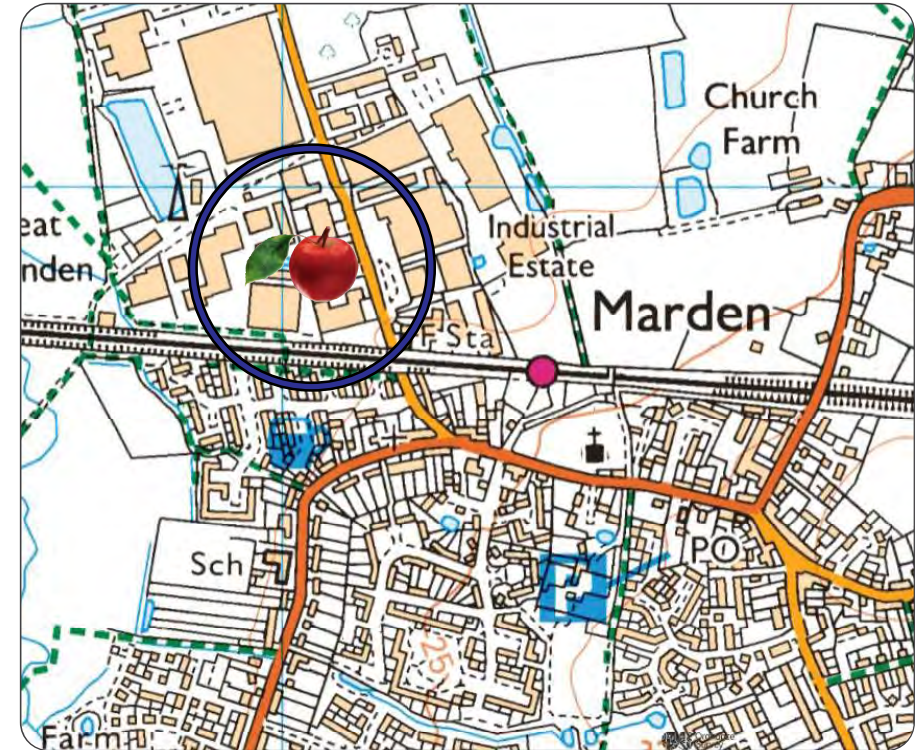 Church
Farm
eat
nden
Industrial
Estate
Marden
F Sta
Sch
P
PO
25
Farm